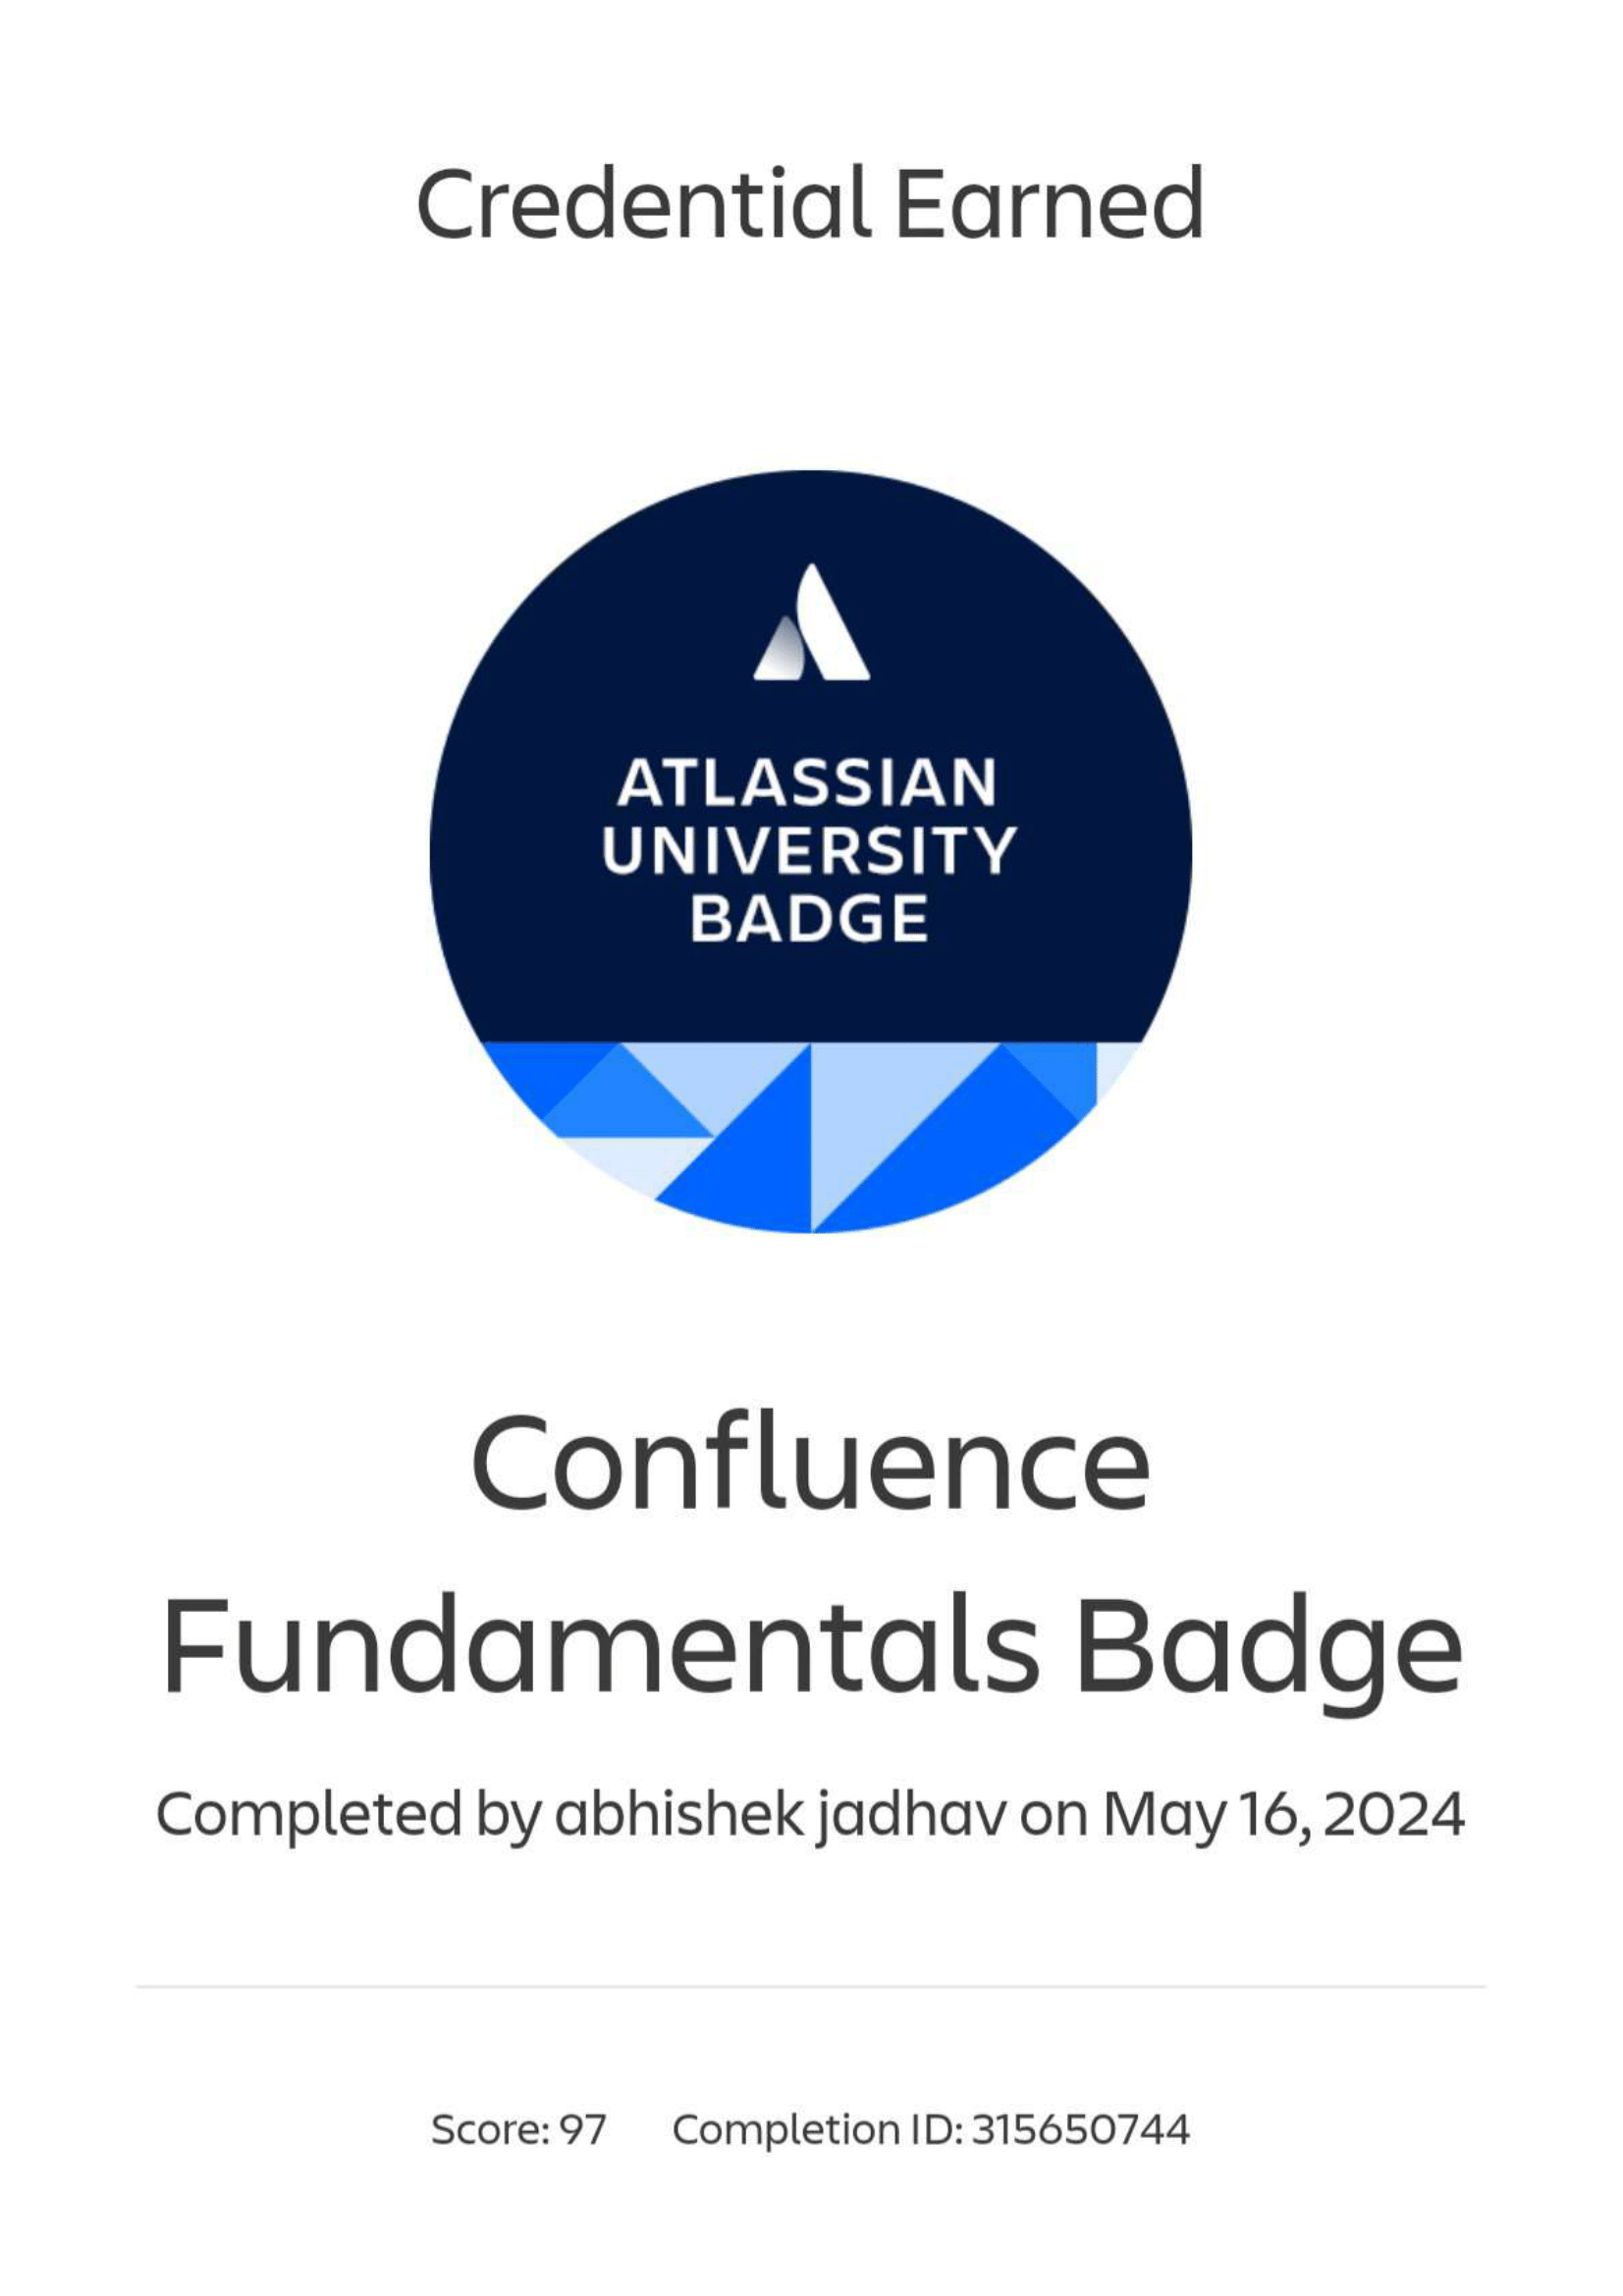 Credential Earned
ATLASSIAN
UNIVERSITY
BADGE
Confluence
Fundamentals Badge
Completed by abhishek jadhav on May 16, 2024
Score: 97 Completion ID: 315650744